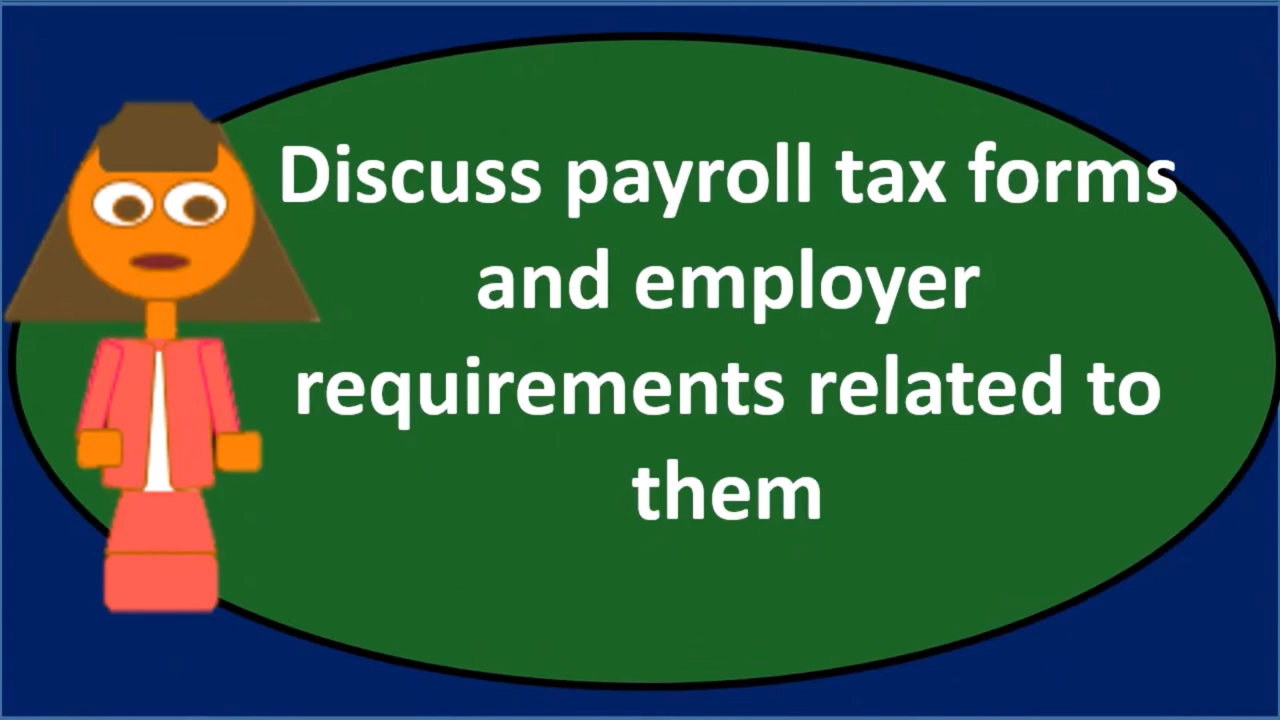 Discuss payroll tax forms
and employer
requirements related to
them